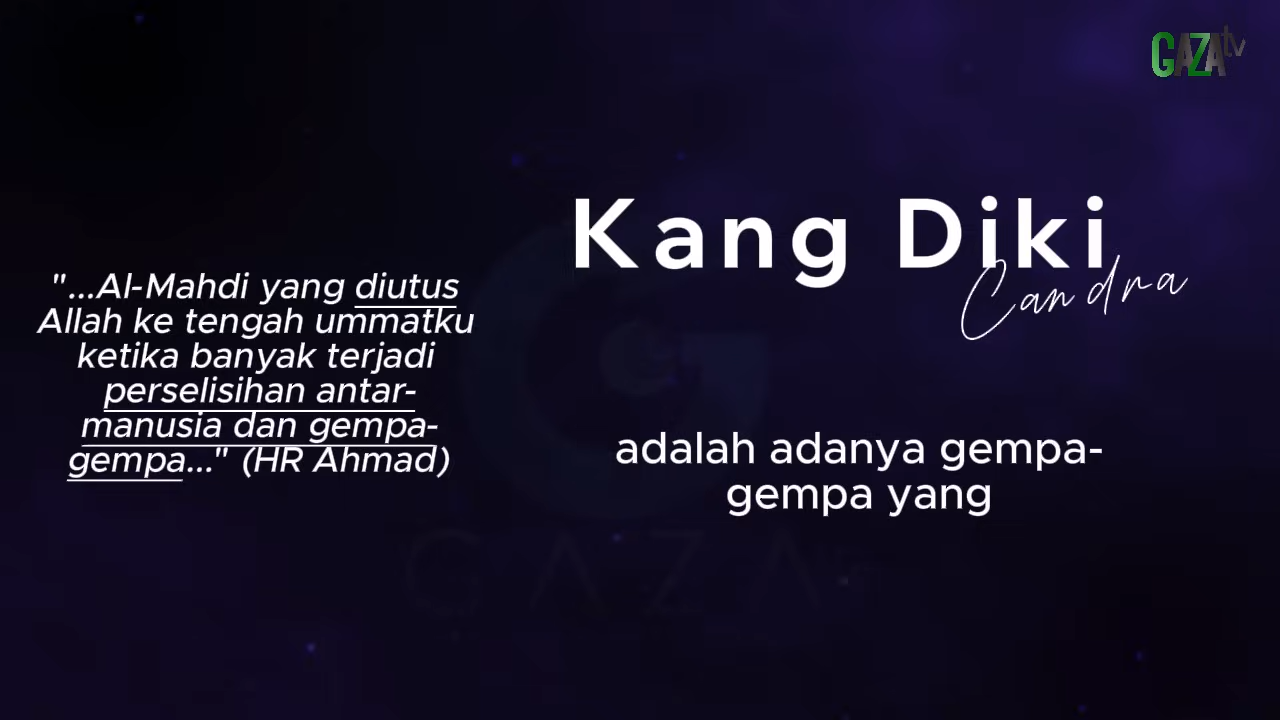 GAZAtv
Kang Diki
Candra
"...Al-Mahdi yang diutus
Allah ke tengah ummatku
ketika banyak terjadi
perselisihan antar-
manusia dan gempa-
gempa..." (HR Ahmad)
adalah adanya gempa-
gempa yang
GAZA